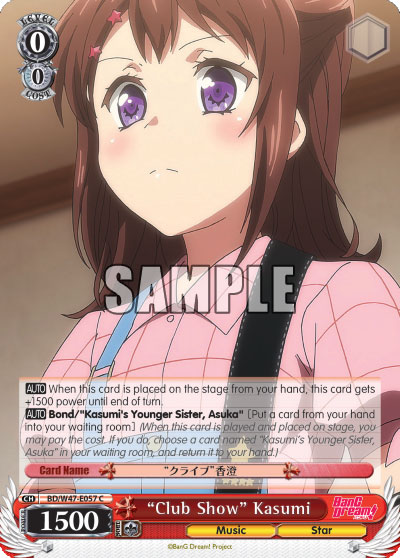 LEVEL
0
0
COST
SAMPLE
AUTO When this card is placed on the stage from your hand, this card gets
+1500 power until end of turn.
AUTO Bond/"Kasumi's Younger Sister, Asuka" [Put a card from your hand
into your waiting room] (When this card is played and placed on stage, you
may pay the cost. If you do, choose a card named "Kasumi's Younger Sister,
Asuka" in your waiting room, and return it to your hand.)
Card Name
"クライブ"香澄
CH
BD/W47-E057 C
"Club Show" Kasumi
BanG Dream!
POWER
1500
SOUL
Music
Star
©BanG Dream! Project